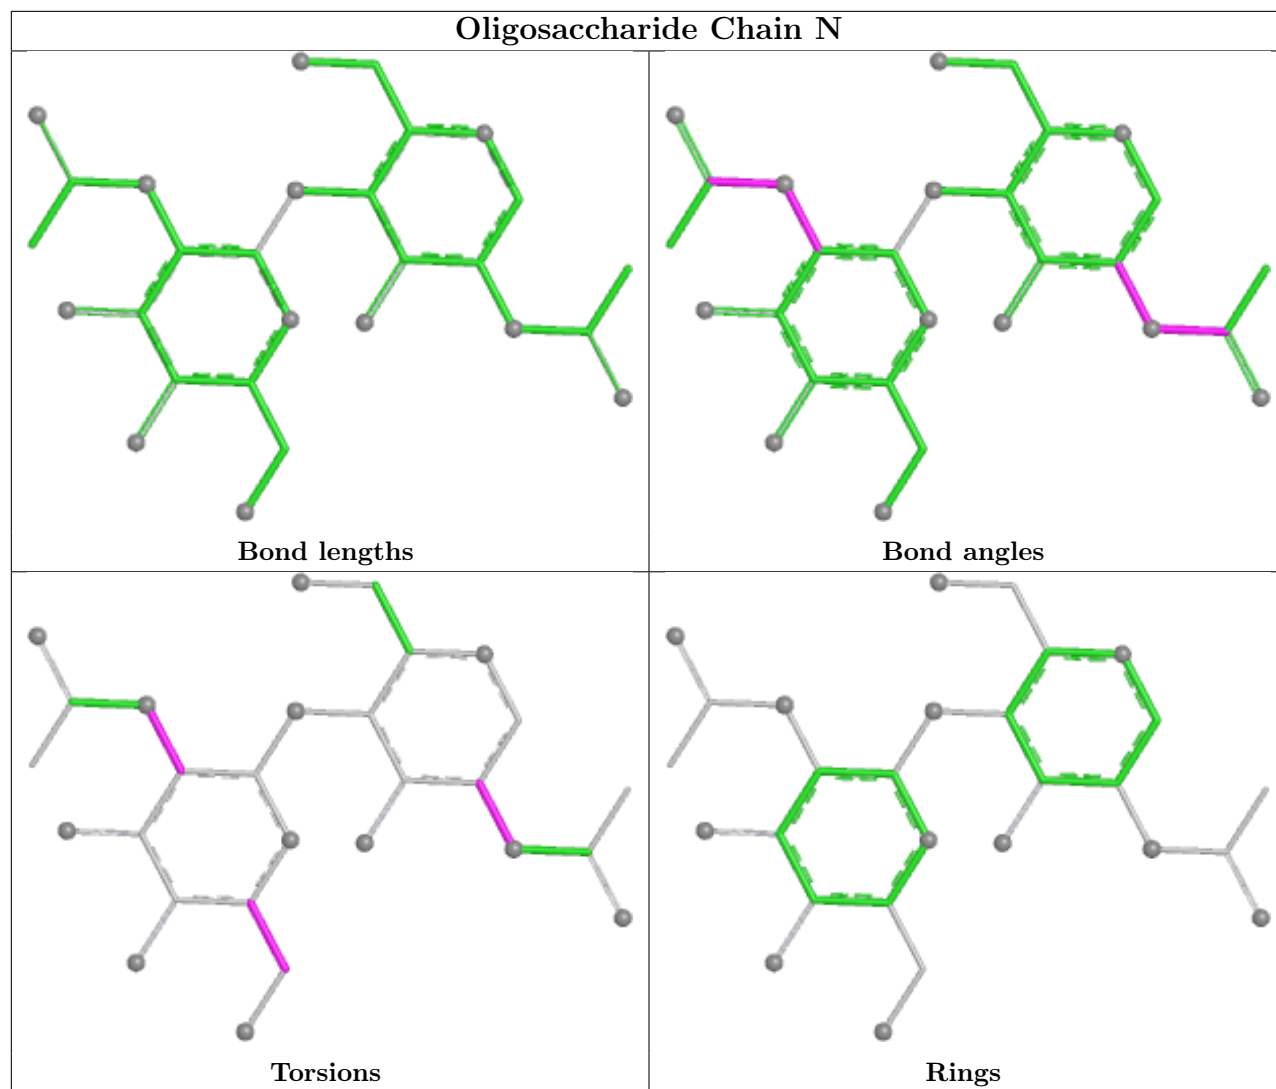 Oligosaccharide Chain N
Bond lengths
Bond angles
Torsions
Rings